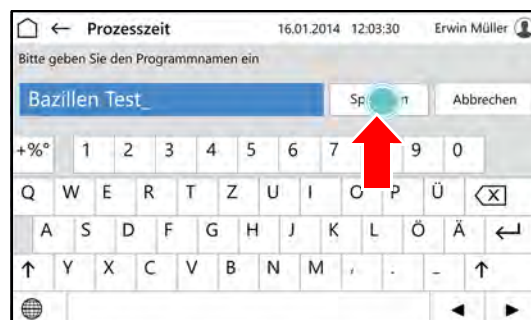 Prozesszeit 16.01.2014 12:03:30 Erwin Müller
Bitte geben Sie den Programmnamen ein
Bazillen Test_ Abbrechen
+%° 1 2 3 4 5 6 7 9 0
Q W E R T Z U I O P Ü
A S D F G H J K L Ö Ä
Y X C V B N M , . -